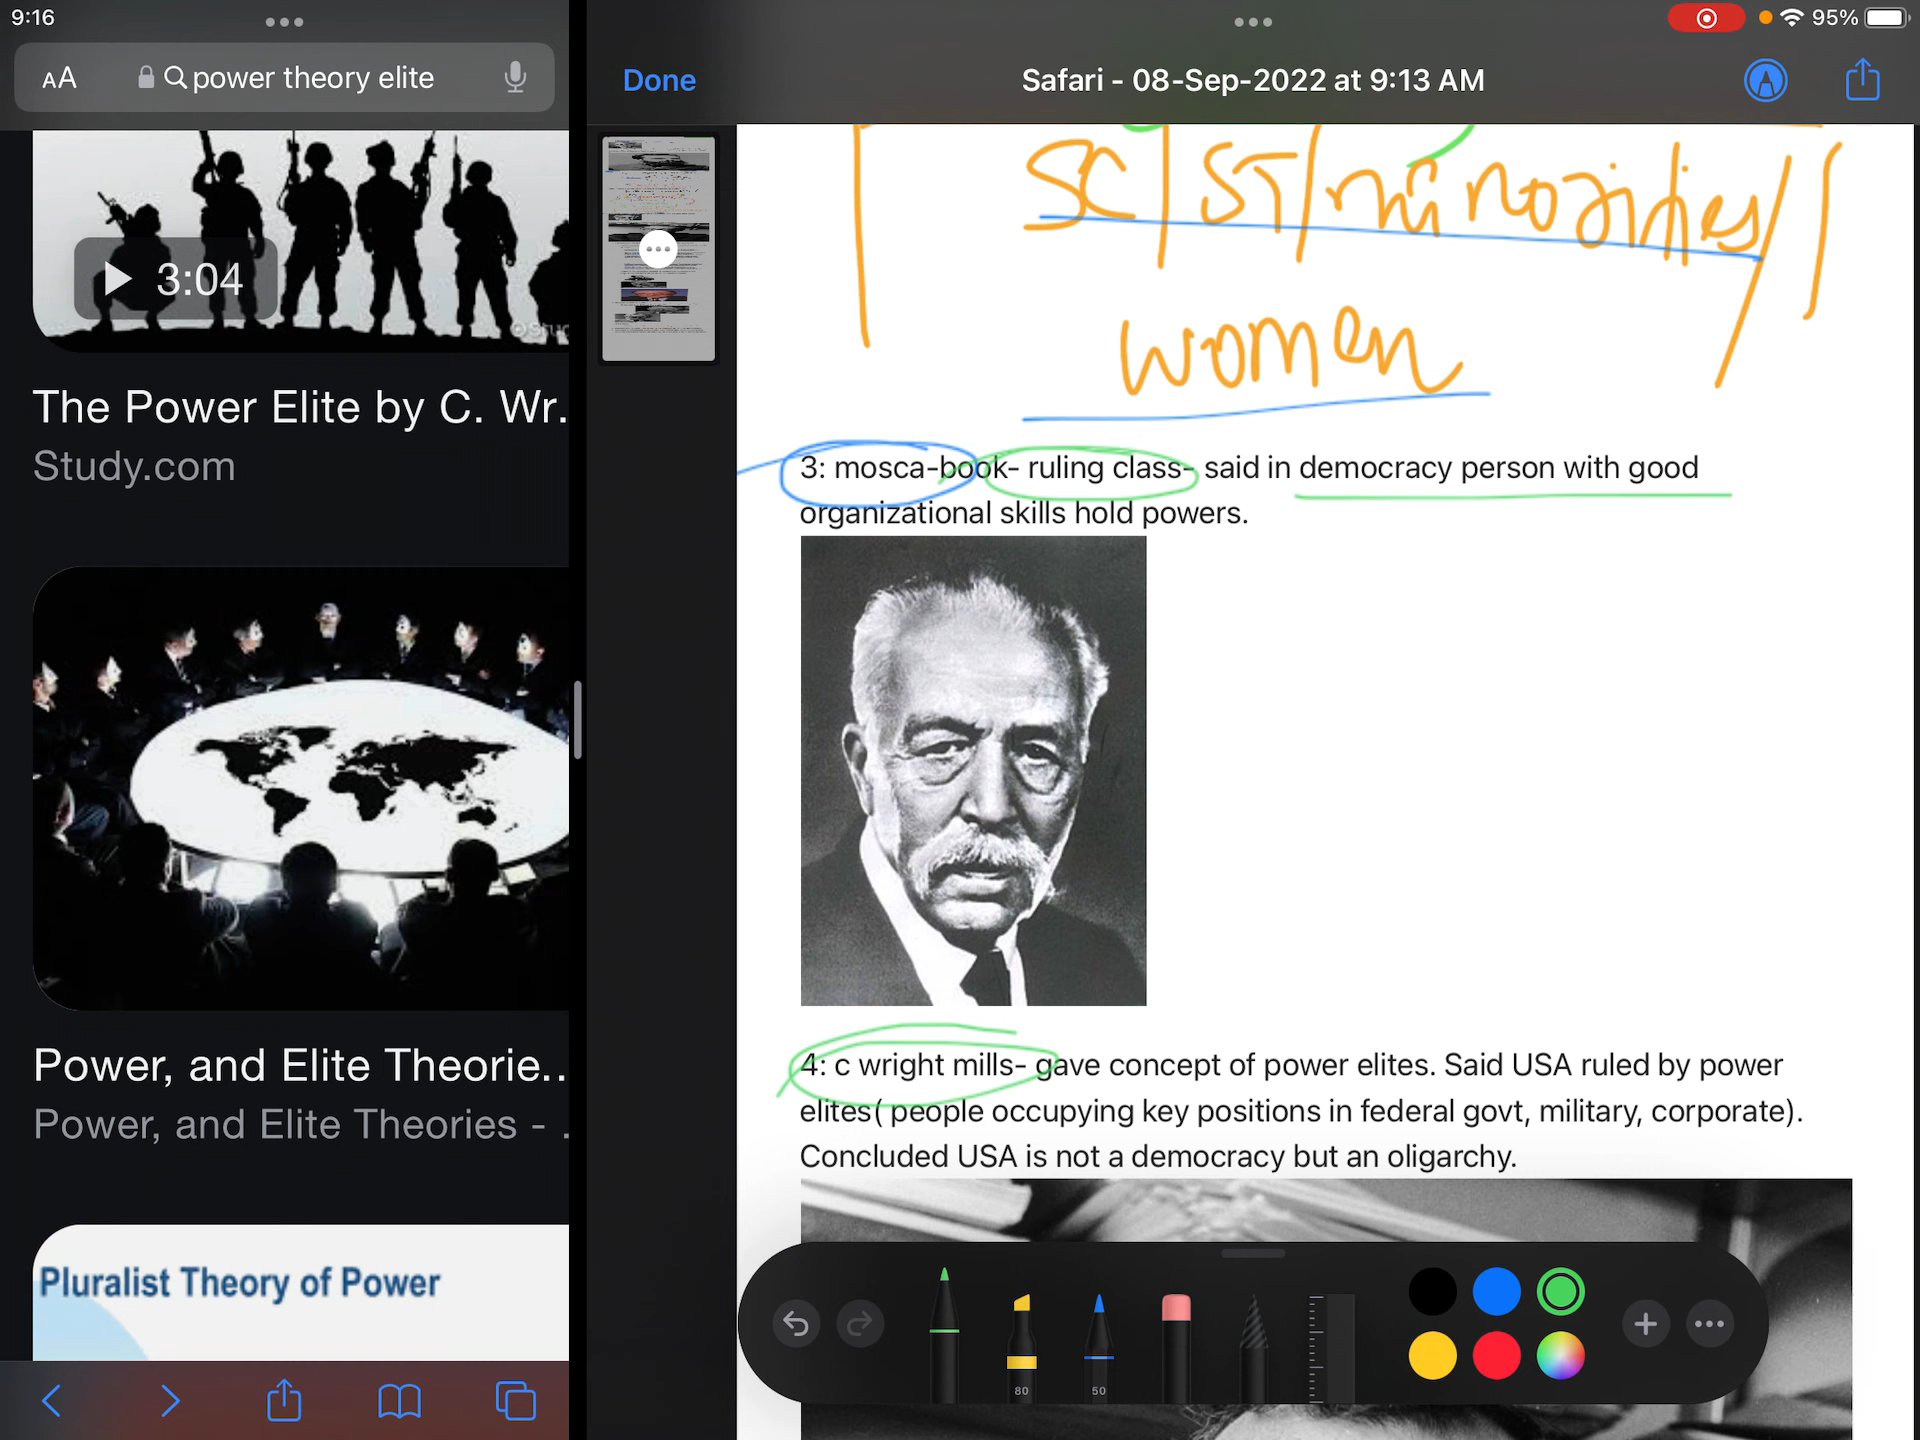 9:16
AA power theory elite
3:04
The Power Elite by C. Wr.
Study.com
Power, and Elite Theorie..
Power, and Elite Theories - .
Pluralist Theory of Power
95%
Done
Safari - 08-Sep-2022 at 9:13 AM
SC/ST/minorities/
women
3: mosca-book- ruling class- said in democracy person with good
organizational skills hold powers.
4: c wright mills- gave concept of power elites. Said USA ruled by power
elites( people occupying key positions in federal govt, military, corporate).
Concluded USA is not a democracy but an oligarchy.
80
50